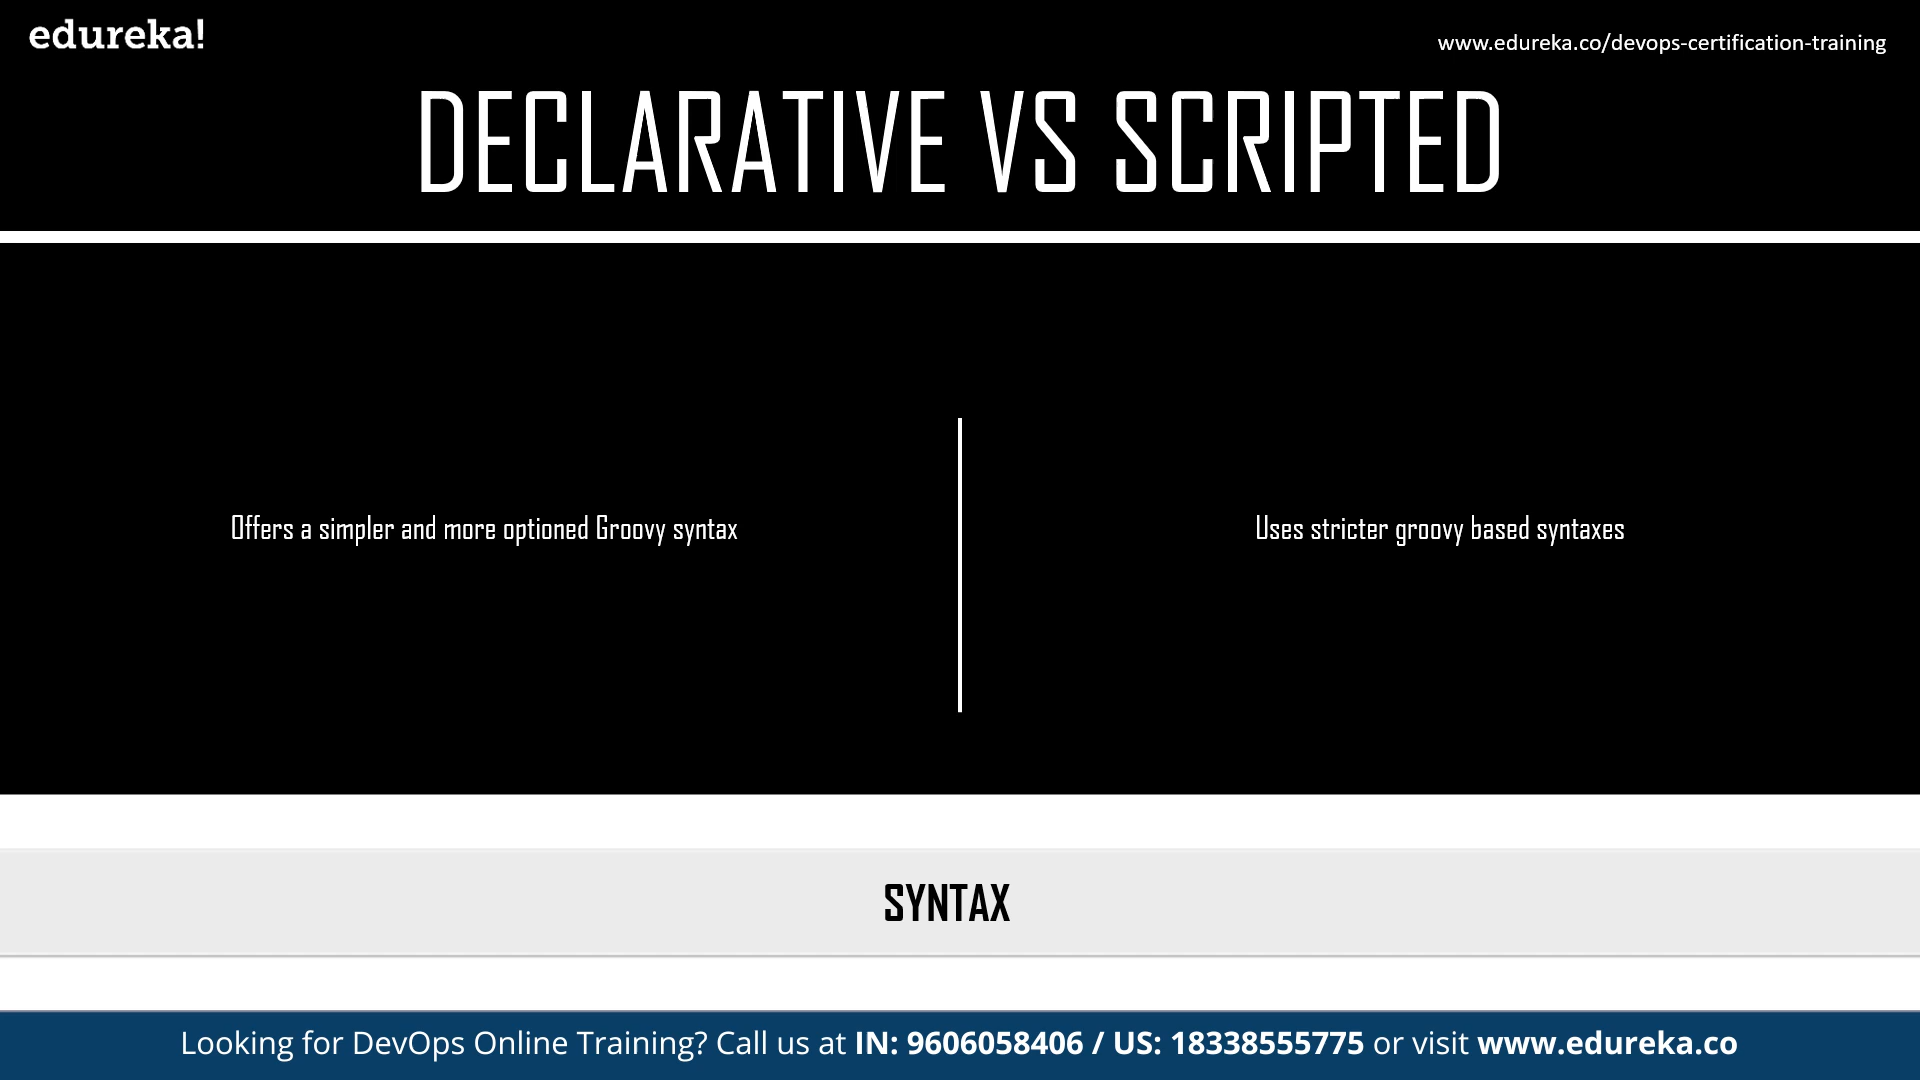 edureka!
www.edureka.co/devops-certification-training
DECLARATIVE VS SCRIPTED
Offers a simpler and more optioned Groovy syntax
Uses stricter groovy based syntaxes
SYNTAX
Looking for DevOps Online Training? Call us at IN: 9606058406 / US: 18338555775 or visit www.edureka.co